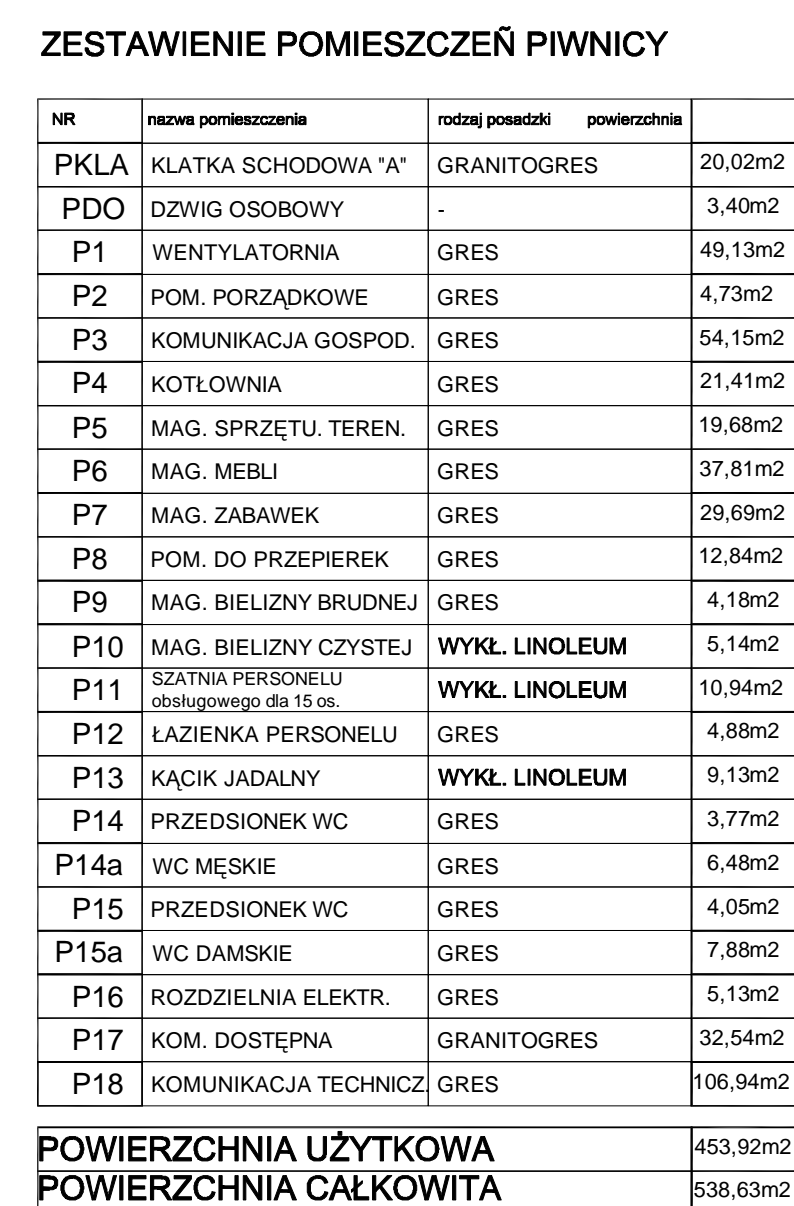 ZESTAWIENIE POMIESZCZEÑ PIWNICY
NR nazwa pomieszczenia rodzaj posadzki powierzchnia
PKLA KLATKA SCHODOWA "A" GRANITOGRES 20,02m2
PDO DZWIG OSOBOWY - 3,40m2
P1 WENTYLATORNIA GRES 49,13m2
P2 POM. PORZĄDKOWE GRES 4,73m2
P3 KOMUNIKACJA GOSPOD. GRES 54,15m2
P4 KOTŁOWNIA GRES 21,41m2
P5 MAG. SPRZĘTU. TEREN. GRES 19,68m2
P6 MAG. MEBLI GRES 37,81m2
P7 MAG. ZABAWEK GRES 29,69m2
P8 POM. DO PRZEPIEREK GRES 12,84m2
P9 MAG. BIELIZNY BRUDNEJ GRES 4,18m2
P10 MAG. BIELIZNY CZYSTEJ WYKŁ. LINOLEUM 5,14m2
P11 SZATNIA PERSONELU
obsługowego dla 15 os. WYKŁ. LINOLEUM 10,94m2
P12 ŁAZIENKA PERSONELU GRES 4,88m2
P13 KĄCIK JADALNY WYKŁ. LINOLEUM 9,13m2
P14 PRZEDSIONEK WC GRES 3,77m2
P14a WC MĘSKIE GRES 6,48m2
P15 PRZEDSIONEK WC GRES 4,05m2
P15a WC DAMSKIE GRES 7,88m2
P16 ROZDZIELNIA ELEKTR. GRES 5,13m2
P17 KOM. DOSTĘPNA GRANITOGRES 32,54m2
P18 KOMUNIKACJA TECHNICZ. GRES 106,94m2
POWIERZCHNIA UŻYTKOWA 453,92m2
POWIERZCHNIA CAŁKOWITA 538,63m2